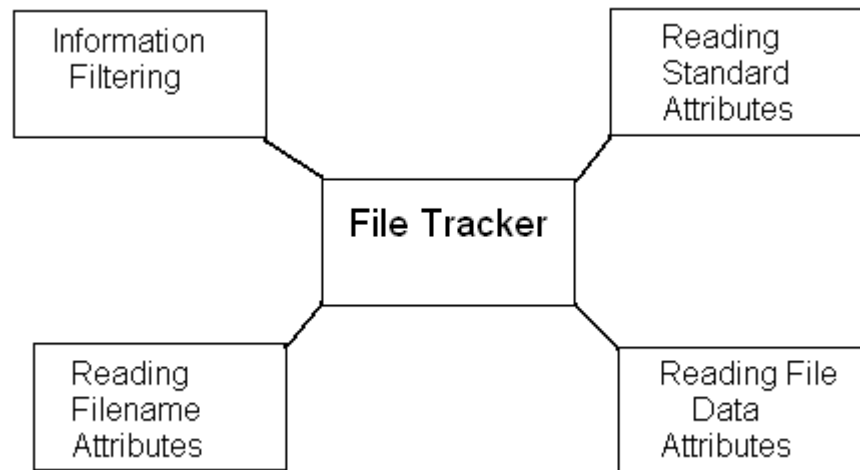 Information
Filtering
Reading
Standard
Attributes
File Tracker
Reading
Filename
Attributes
Reading File
Data
Attributes